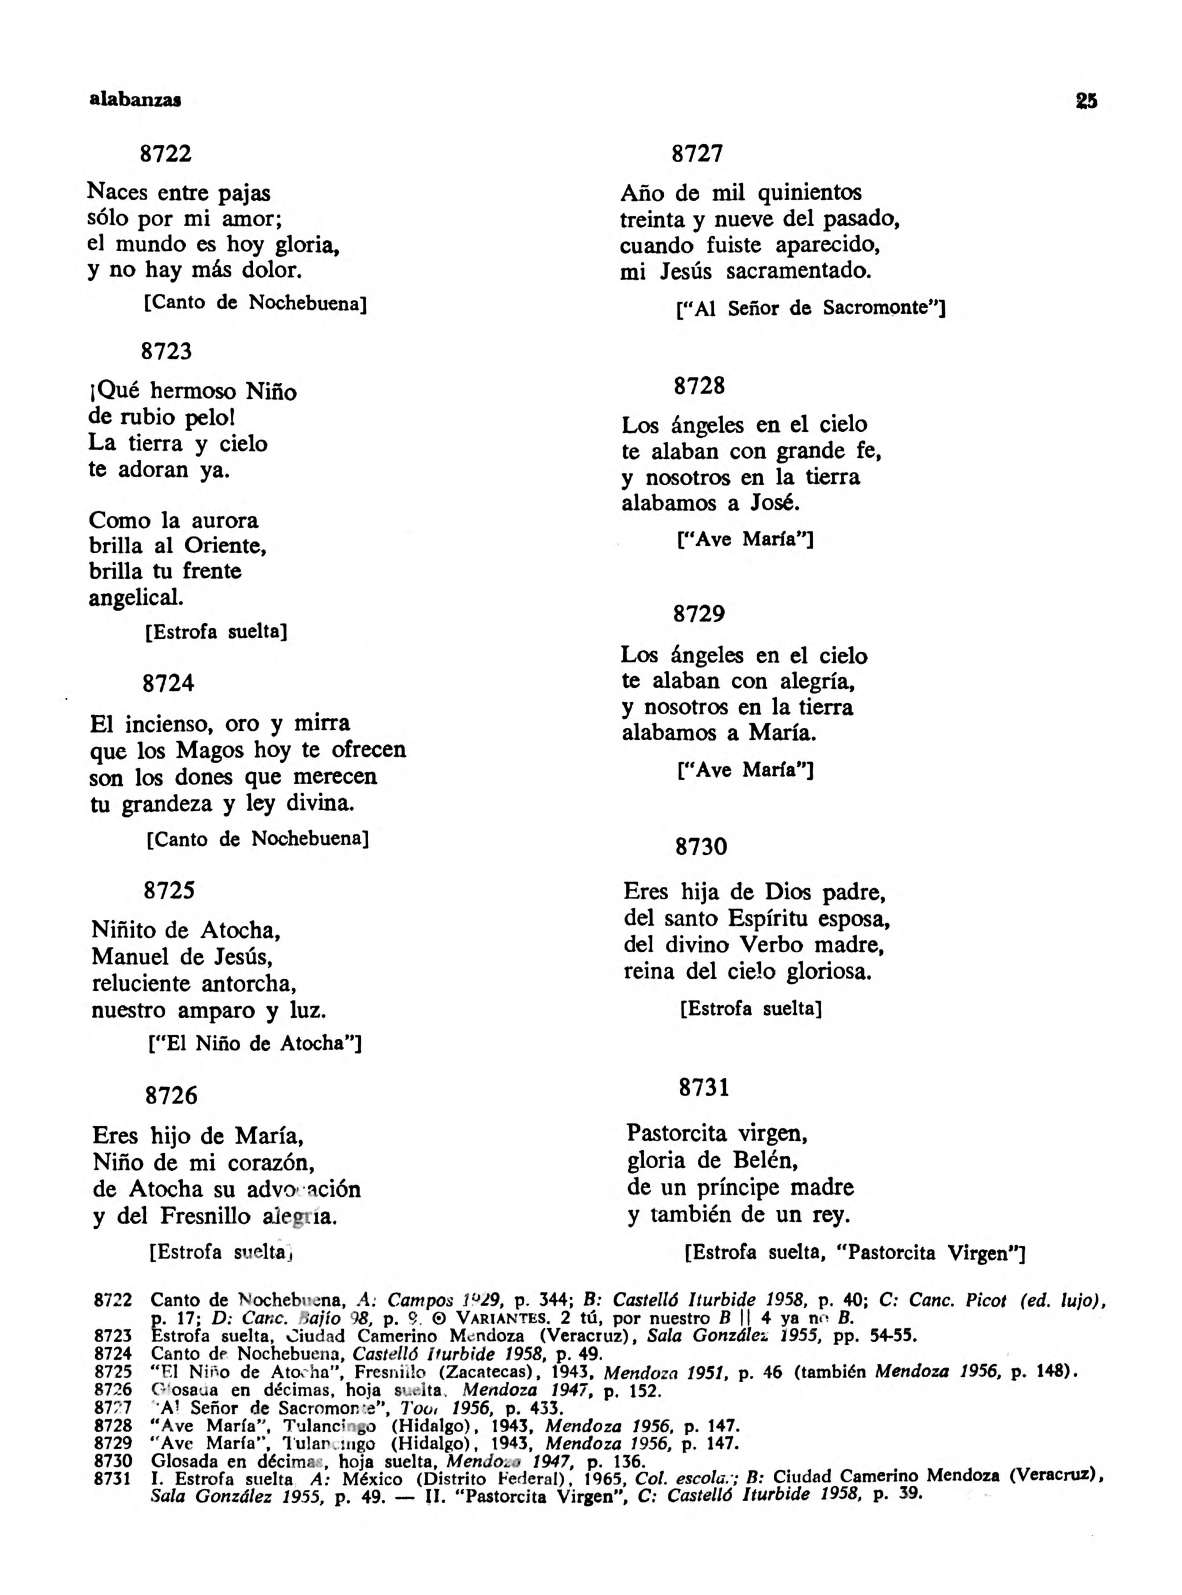 alabanzas 25
8722
Naces entre pajas
sólo por mi amor;
el mundo es hoy gloria,
y no hay más dolor.
[Canto de Nochebuena]
8723
¡Qué hermoso Niño
de rubio pelo!
La tierra y cielo
te adoran ya.
Como la aurora
brilla al Oriente,
brilla tu frente
angelical.
[Estrofa suelta]
8724
El incienso, oro y mirra
que los Magos hoy te ofrecen
son los dones que merecen
tu grandeza y ley divina.
[Canto de Nochebuena]
8725
Niñito de Atocha,
Manuel de Jesús,
reluciente antorcha,
nuestro amparo y luz.
["El Niño de Atocha"]
8726
Eres hijo de María,
Niño de mi corazón,
de Atocha su advocación
y del Fresnillo alegría.
[Estrofa suelta]
8727
Año de mil quinientos
treinta y nueve del pasado,
cuando fuiste aparecido,
mi Jesús sacramentado.
["Al Señor de Sacromonte"]
8728
Los ángeles en el cielo
te alaban con grande fe,
y nosotros en la tierra
alabamos a José.
["Ave María"]
8729
Los ángeles en el cielo
te alaban con alegría,
y nosotros en la tierra
alabamos a María.
["Ave María"]
8730
Eres hija de Dios padre,
del santo Espíritu esposa,
del divino Verbo madre,
reina del cielo gloriosa.
[Estrofa suelta]
8731
Pastorcita virgen,
gloria de Belén,
de un príncipe madre
y también de un rey.
[Estrofa suelta, "Pastorcita Virgen"]
8722 Canto de Nochebuena, A: Campos 1929, p. 344; B: Castelló Iturbide 1958, p. 40; C: Canc. Picot (ed. lujo),
p. 17; D: Canc. Bajío 98, p. ⊙ VARIANTES. 2 tú, por nuestro B || 4 ya no B.
8723 Estrofa suelta, Ciudad Camerino Mendoza (Veracruz), Sala González 1955, pp. 54-55.
8724 Canto de Nochebuena, Castelló Iturbide 1958, p. 49.
8725 "El Niño de Atocha", Fresnillo (Zacatecas), 1943, Mendoza 1951, p. 46 (también Mendoza 1956, p. 148).
8726 Glosada en décimas, hoja suelta, Mendoza 1947, p. 152.
8727 "Al Señor de Sacromonte", Toor 1956, p. 433.
8728 "Ave María", Tulancingo (Hidalgo), 1943, Mendoza 1956, p. 147.
8729 "Ave María", Tulancingo (Hidalgo), 1943, Mendoza 1956, p. 147.
8730 Glosada en décimas, hoja suelta, Mendoza 1947, p. 136.
8731 I. Estrofa suelta A: México (Distrito Federal), 1965, Col. escolar; B: Ciudad Camerino Mendoza (Veracruz),
Sala González 1955, p. 49. — II. "Pastorcita Virgen", C: Castelló Iturbide 1958, p. 39.